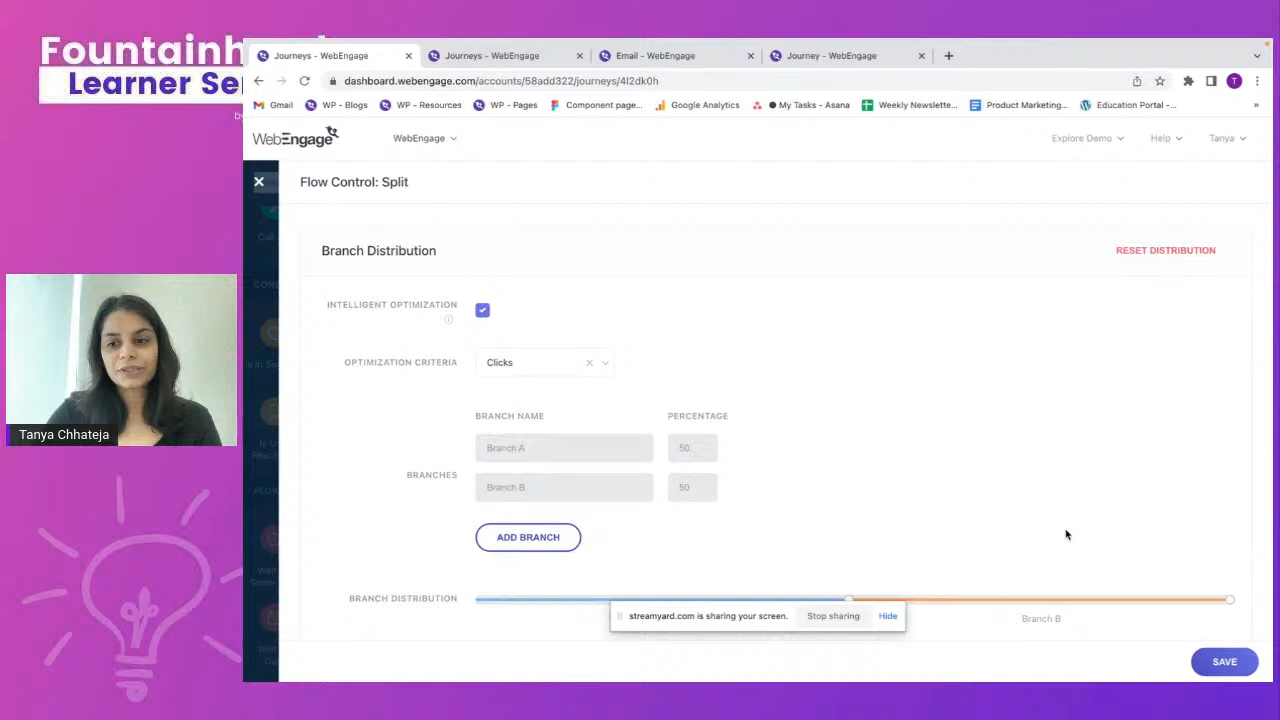 Fountainh
Learner Se
by
Journeys - WebEngage
Journeys - WebEngage
Email - WebEngage
Journey - WebEngage
dashboard.webengage.com/accounts/58add322/journeys/4l2dk0h
T
Gmail
WP - Blogs
WP - Resources
WP - Pages
Component page...
Google Analytics
My Tasks - Asana
Weekly Newslette...
Product Marketing...
Education Portal -...
WebEngage
WebEngage
Explore Demo
Help
Tanya
Flow Control: Split
Branch Distribution
RESET DISTRIBUTION
INTELLIGENT OPTIMIZATION
OPTIMIZATION CRITERIA
Clicks
BRANCH NAME
PERCENTAGE
Branch A
50
BRANCHES
Branch B
50
ADD BRANCH
BRANCH DISTRIBUTION
streamyard.com is sharing your screen.
Stop sharing
Hide
Branch B
SAVE
Tanya Chhateja